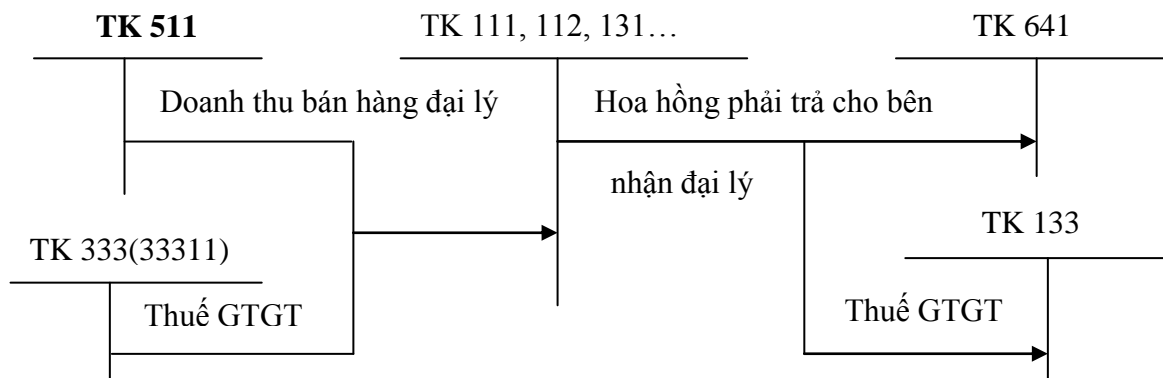 TK 511
TK 111, 112, 131…
TK 641
Doanh thu bán hàng đại lý
Hoa hồng phải trả cho bên
nhận đại lý
TK 333(33311)
TK 133
Thuế GTGT
Thuế GTGT